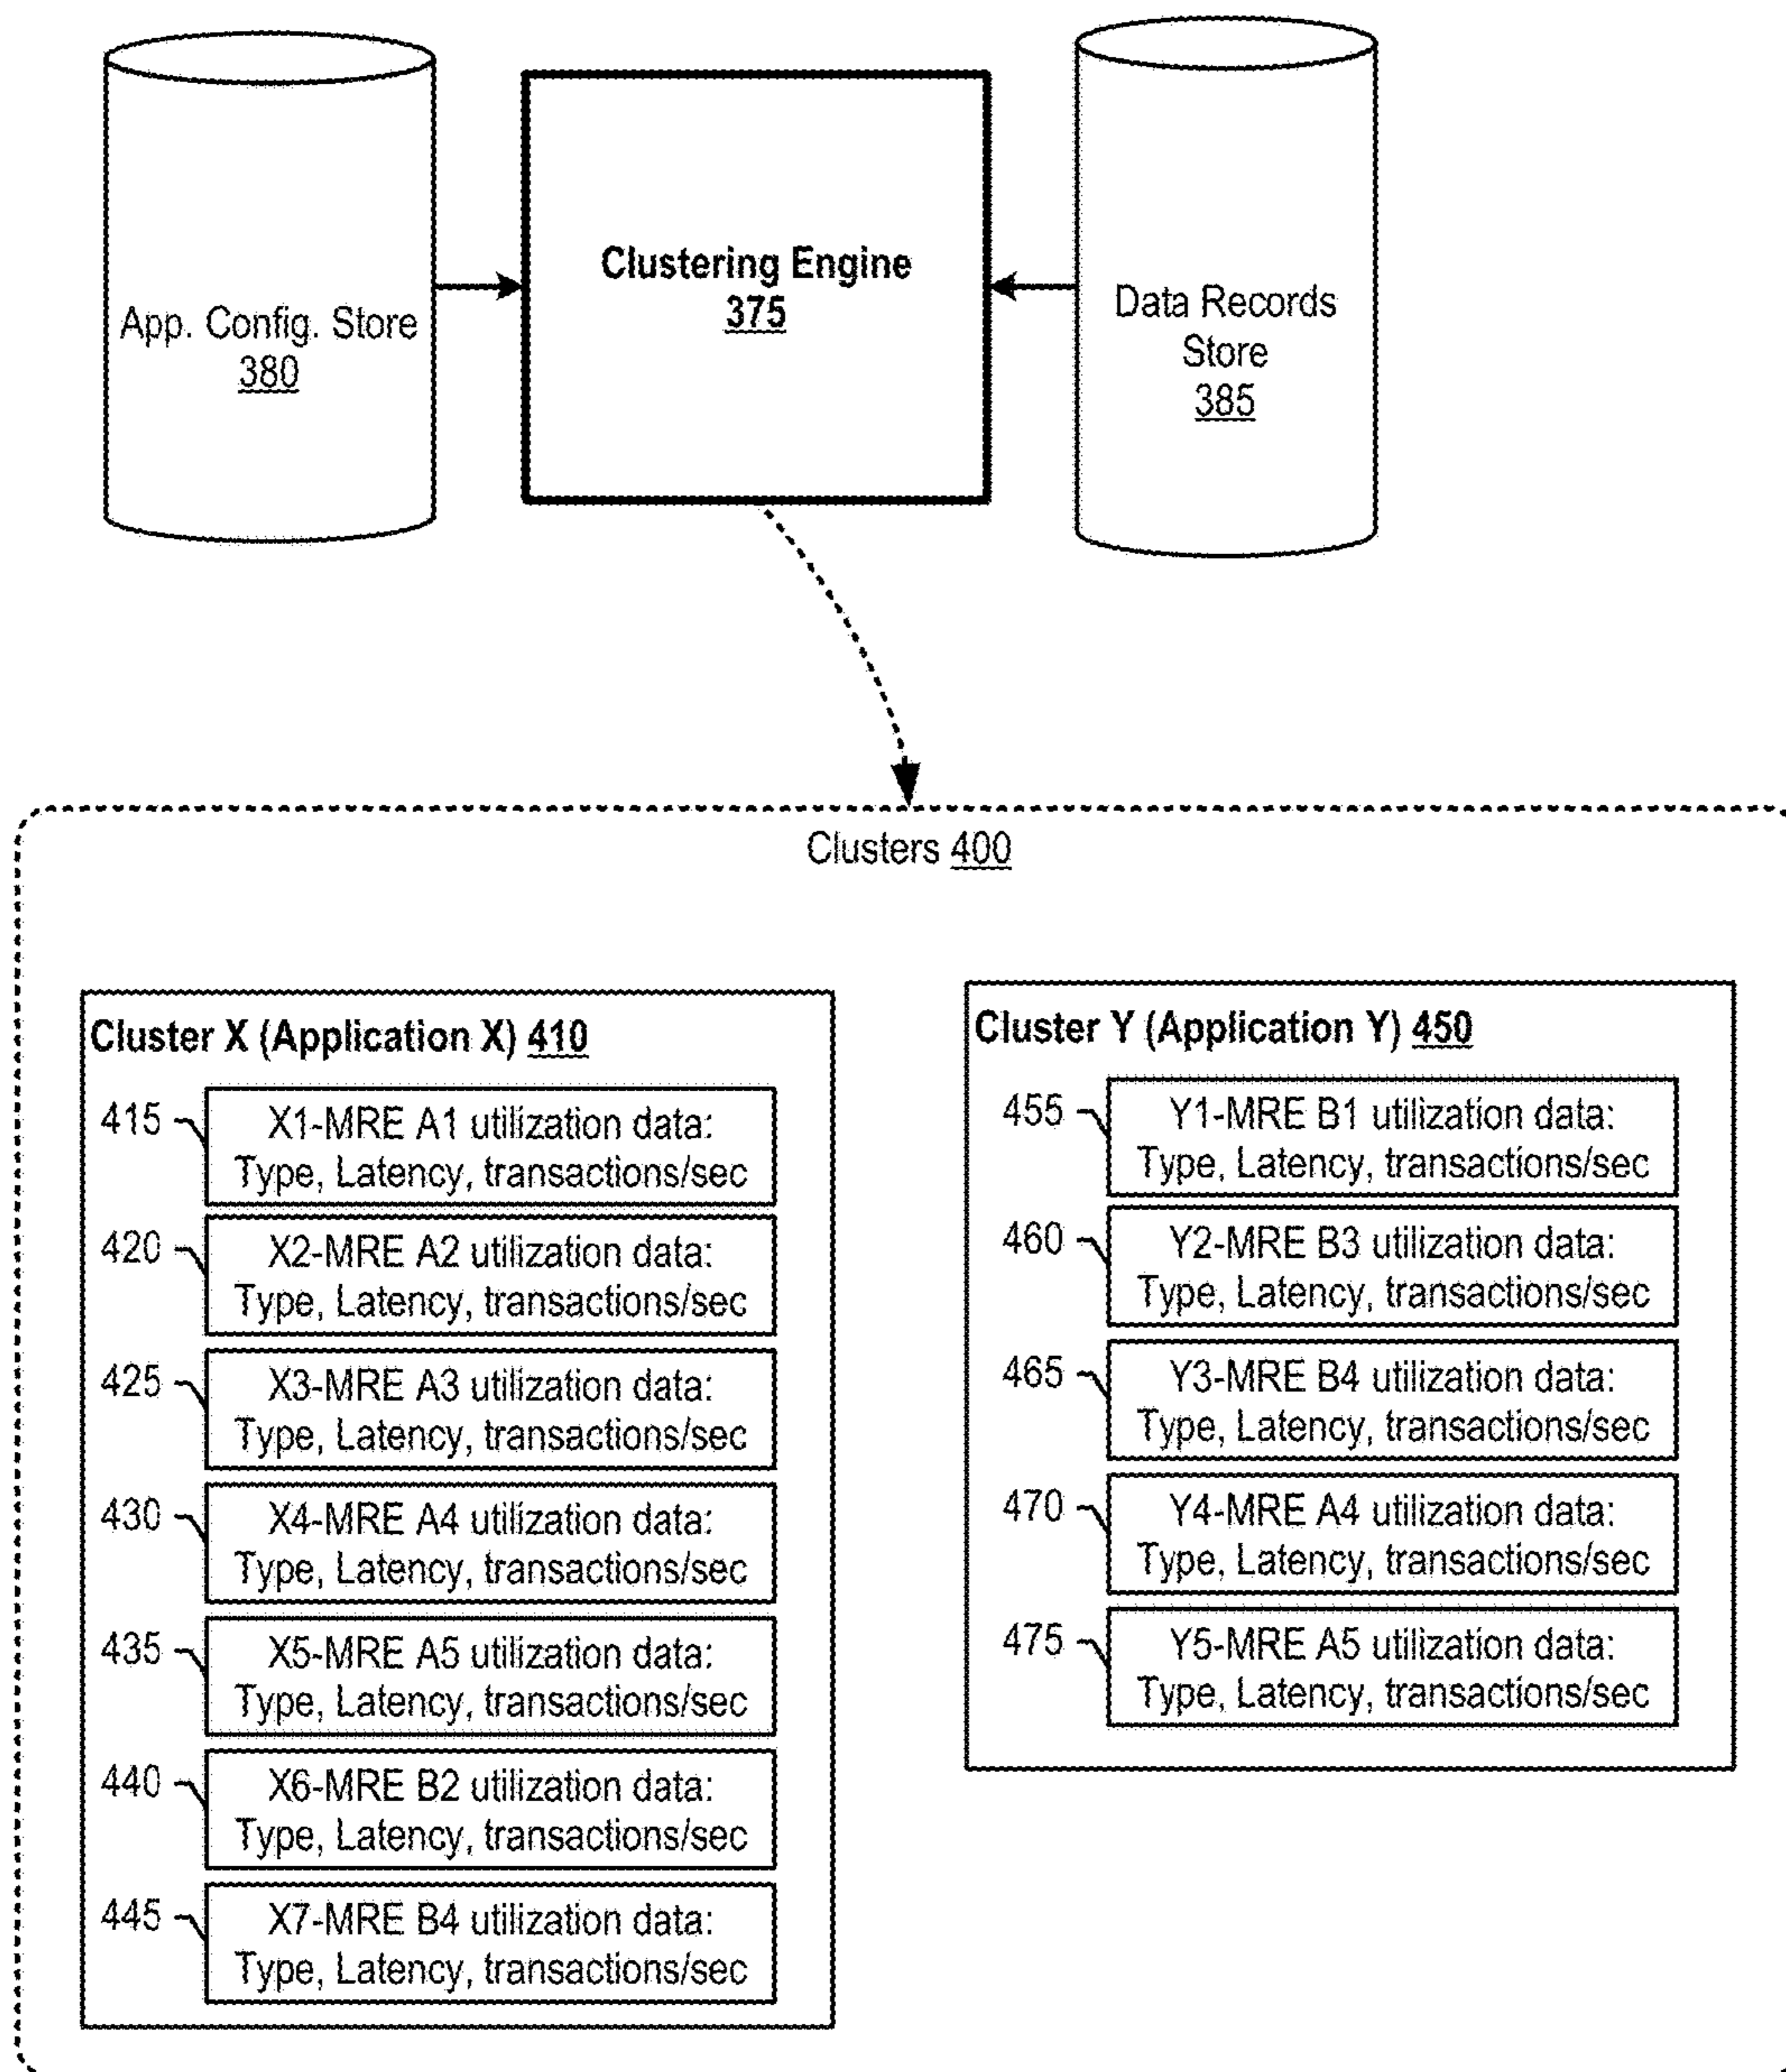 App. Config. Store
380
Clustering Engine
375
Data Records
Store
385
Clusters 400
Cluster X (Application X) 410
415
X1-MRE A1 utilization data:
Type, Latency, transactions/sec
420
X2-MRE A2 utilization data:
Type, Latency, transactions/sec
425
X3-MRE A3 utilization data:
Type, Latency, transactions/sec
430
X4-MRE A4 utilization data:
Type, Latency, transactions/sec
435
X5-MRE A5 utilization data:
Type, Latency, transactions/sec
440
X6-MRE B2 utilization data:
Type, Latency, transactions/sec
445
X7-MRE B4 utilization data:
Type, Latency, transactions/sec
Cluster Y (Application Y) 450
455
Y1-MRE B1 utilization data:
Type, Latency, transactions/sec
460
Y2-MRE B3 utilization data:
Type, Latency, transactions/sec
465
Y3-MRE B4 utilization data:
Type, Latency, transactions/sec
470
Y4-MRE A4 utilization data:
Type, Latency, transactions/sec
475
Y5-MRE A5 utilization data:
Type, Latency, transactions/sec